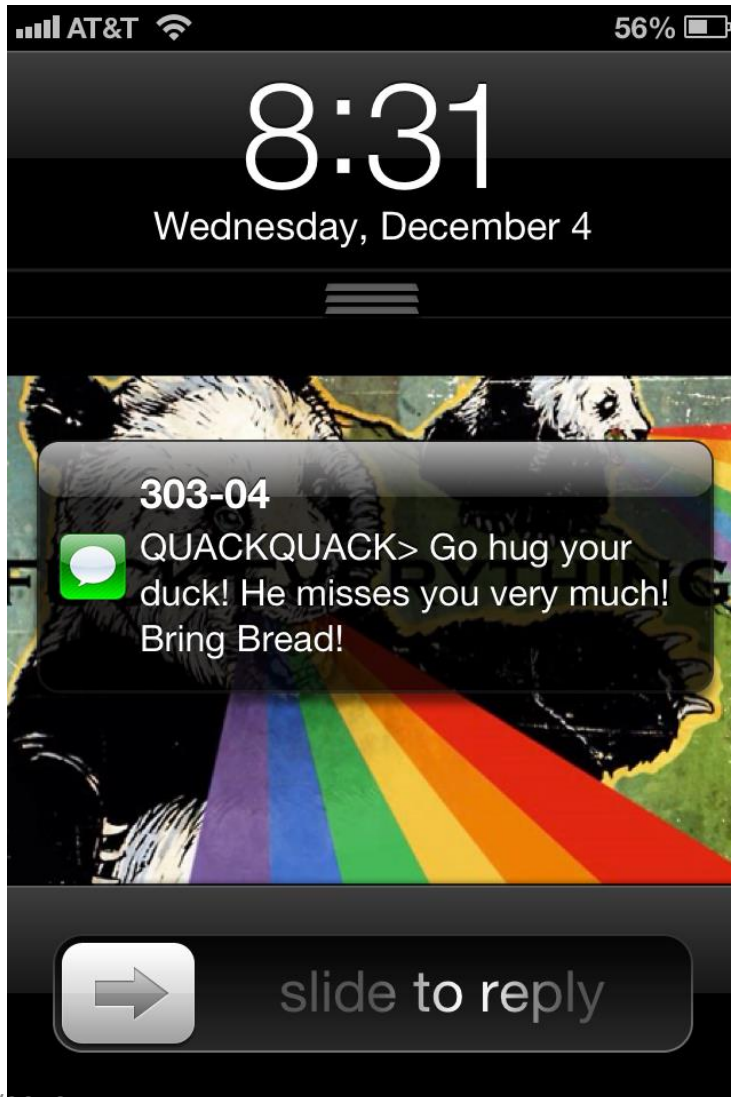 AT&T 56%
8:31
Wednesday, December 4
303-04
QUACKQUACK> Go hug your
duck! He misses you very much!
Bring Bread!
slide to reply